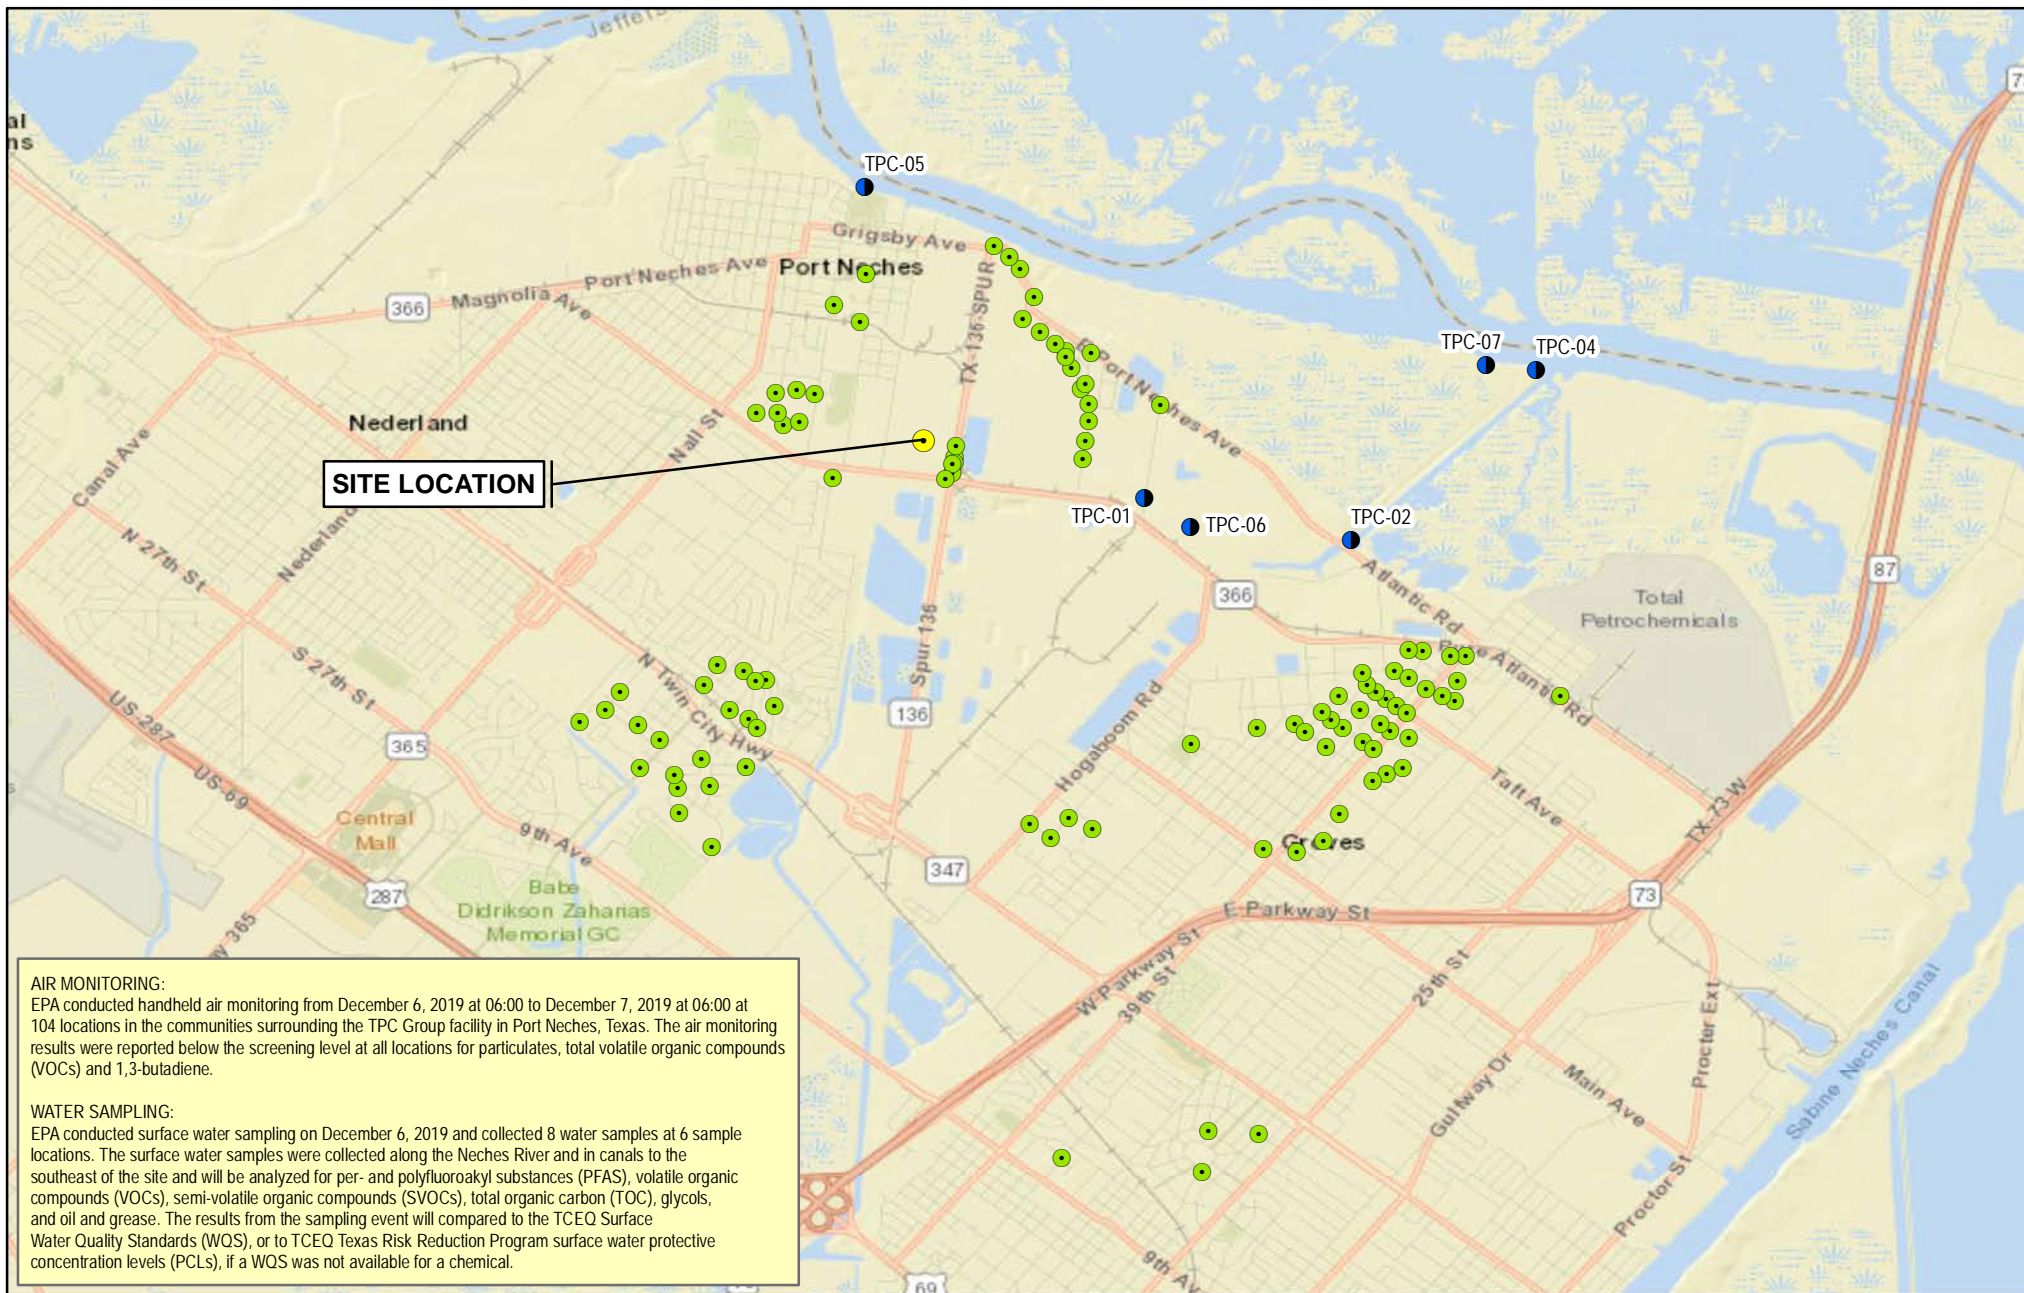 Jeffers
73
al
ns
TPC-05
Grigsby Ave
Port Neches Ave
Port Neches
366
Magnolia Ave
TX-136-SPUR
E Port Neches Ave
TPC-07
TPC-04
Nederland
Nall St
Canal Ave
SITE LOCATION
Nederland
TPC-01
TPC-06
TPC-02
N 27th St
87
366
Atlantic Rd
Total
Petrochemicals
Spur 136
Pure Atlantic Rd
S 27th St
N Twin City Hwy
Hogaboom Rd
136
US-287
365
US-69
Central
Mall
9th Ave
Taft Ave
TX-73 W
Groves
347
287
73
Babe
Didrikson Zaharias
Memorial GC
E Parkway St
W Parkway St
39th St
25th St
W 365
Sabine Neches Canal
Procter Ext
Gulfway Dr
Main Ave
Proctor St
9th Av
69
AIR MONITORING:
EPA conducted handheld air monitoring from December 6, 2019 at 06:00 to December 7, 2019 at 06:00 at
104 locations in the communities surrounding the TPC Group facility in Port Neches, Texas. The air monitoring
results were reported below the screening level at all locations for particulates, total volatile organic compounds
(VOCs) and 1,3-butadiene.
WATER SAMPLING:
EPA conducted surface water sampling on December 6, 2019 and collected 8 water samples at 6 sample
locations. The surface water samples were collected along the Neches River and in canals to the
southeast of the site and will be analyzed for per- and polyfluoroakyl substances (PFAS), volatile organic
compounds (VOCs), semi-volatile organic compounds (SVOCs), total organic carbon (TOC), glycols,
and oil and grease. The results from the sampling event will compared to the TCEQ Surface
Water Quality Standards (WQS), or to TCEQ Texas Risk Reduction Program surface water protective
concentration levels (PCLs), if a WQS was not available for a chemical.